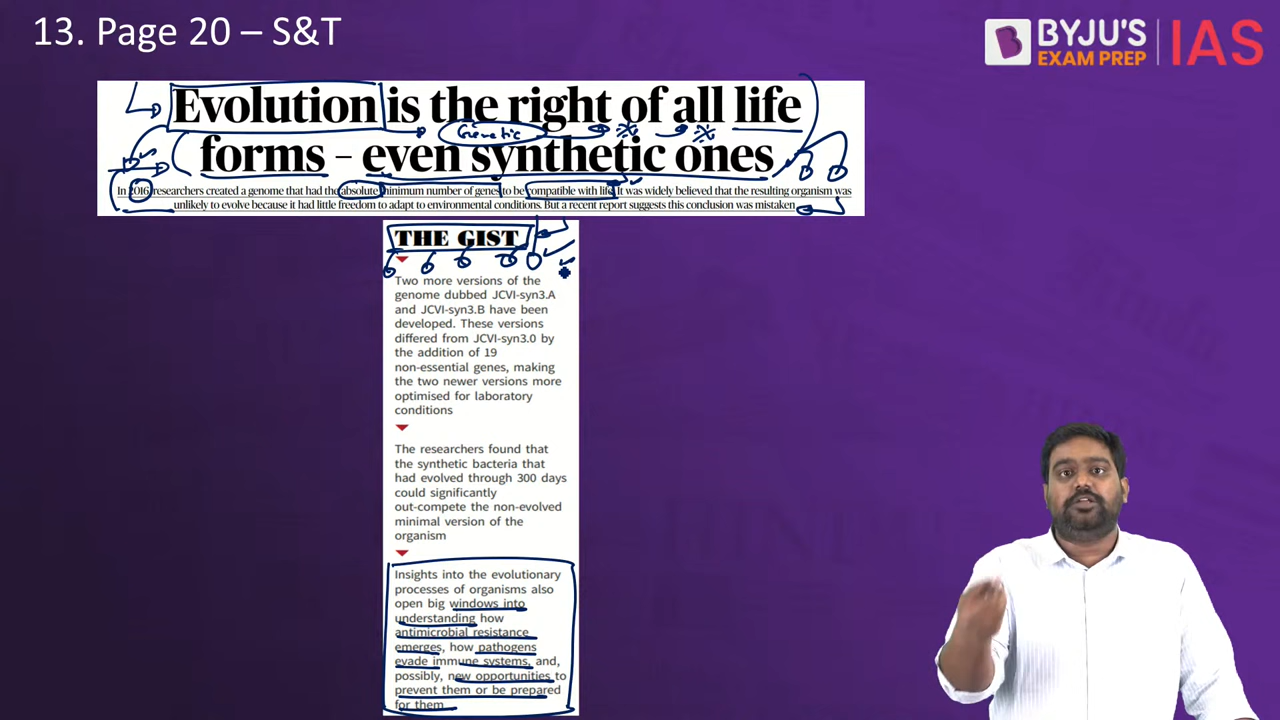 13. Page 20 – S&T
BYJU'S
EXAM PREP
IAS
Evolution is the right of all life
Genetic
forms – even synthetic ones
In 2016 researchers created a genome that had the absolute minimum number of genes to be compatible with life. It was widely believed that the resulting organism was
unlikely to evolve because it had little freedom to adapt to environmental conditions. But a recent report suggests this conclusion was mistaken
THE GIST
Two more versions of the
genome dubbed JCVI-syn3.A
and JCVI-syn3.B have been
developed. These versions
differed from JCVI-syn3.0 by
the addition of 19
non-essential genes, making
the two newer versions more
optimised for laboratory
conditions
The researchers found that
the synthetic bacteria that
had evolved through 300 days
could significantly
out-compete the non-evolved
minimal version of the
organism
Insights into the evolutionary
processes of organisms also
open big windows into
understanding how
antimicrobial resistance
emerges, how pathogens
evade immune systems, and,
possibly, new opportunities to
prevent them or be prepared
for them